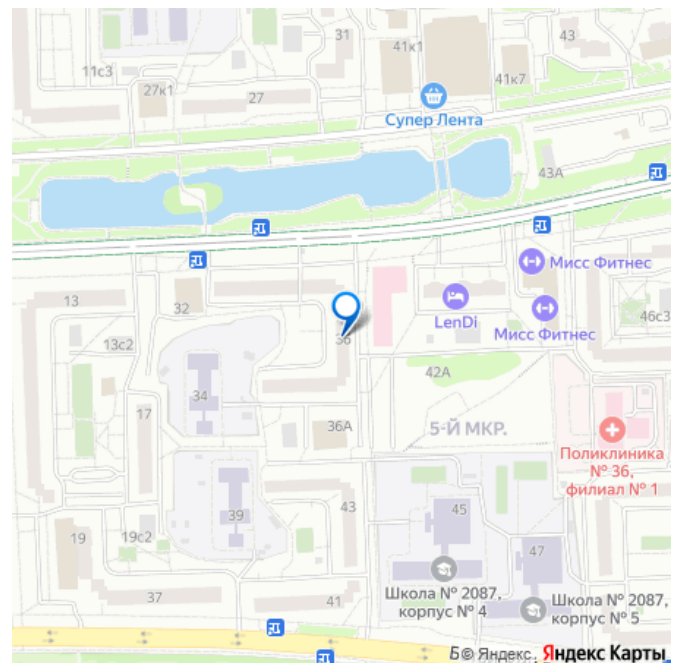 31
41к1
43
11с3
41к7
27к1
27
Супер Лента
43А
Мисс Фитнес
13
32
LenDi
Мисс Фитнес
46с3
13с2
36
42А
34
17
36А
5-Й МКР.
Поликлиника
№ 36,
филиал № 1
39
43
45
19
19с2
47
Школа № 2087,
корпус № 4
Школа № 2087,
корпус № 5
37
41
Б
© Яндекс
Яндекс Карты